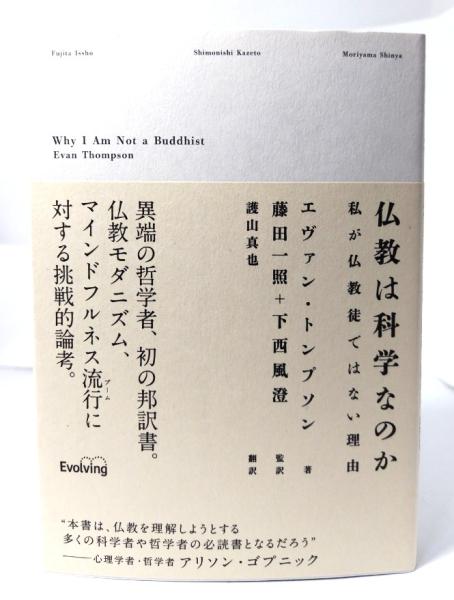 Fujita Issho
Shimonishi Kazeto
Moriyama Shinya
Why I Am Not a Buddhist
Evan Thompson
仏教は科学なのか
私が仏教徒ではない理由
エヴァン・トンプソン 著
藤田一照+下西風澄 監訳
護山真也 翻訳
異端の哲学者、初の邦訳書。
仏教モダニズム、
マインドフルネス流行ブームに
対する挑戦的論考。
Evolving
“本書は、仏教を理解しようとする
多くの科学者や哲学者の必読書となるだろう”
――心理学者・哲学者 アリソン・ゴプニック